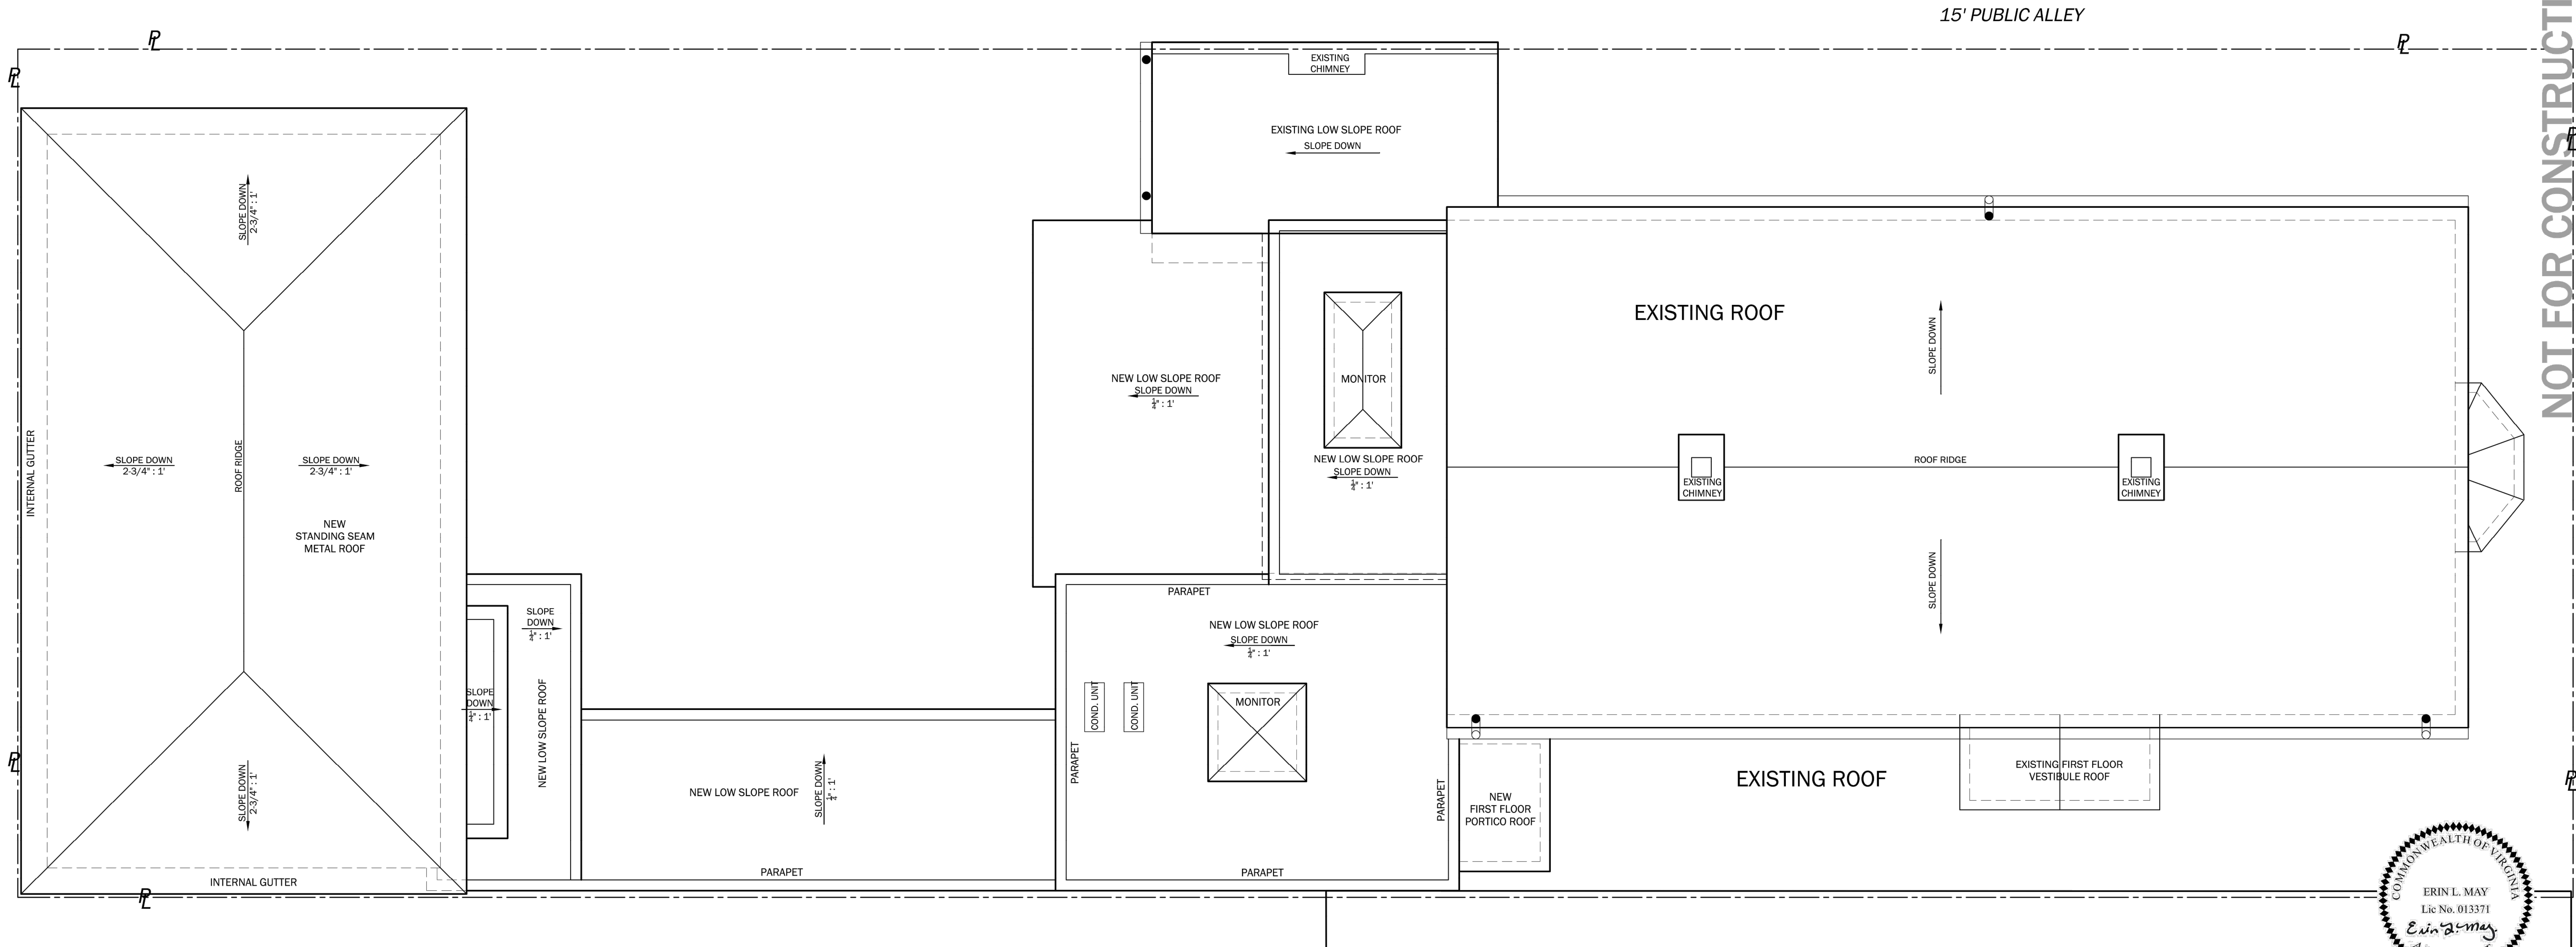 15' PUBLIC ALLEY
PL
PL
PL
PL
PL
PL
PL
NOT FOR CONSTRUCTI
EXISTING
CHIMNEY
EXISTING LOW SLOPE ROOF
SLOPE DOWN
SLOPE DOWN
2-3/4" : 1'
INTERNAL GUTTER
SLOPE DOWN
2-3/4" : 1'
ROOF RIDGE
SLOPE DOWN
2-3/4" : 1'
NEW
STANDING SEAM
METAL ROOF
SLOPE DOWN
2-3/4" : 1'
INTERNAL GUTTER
NEW LOW SLOPE ROOF
SLOPE DOWN
1/4" : 1'
MONITOR
NEW LOW SLOPE ROOF
SLOPE DOWN
1/4" : 1'
EXISTING ROOF
SLOPE DOWN
EXISTING
CHIMNEY
ROOF RIDGE
EXISTING
CHIMNEY
SLOPE DOWN
SLOPE
DOWN
1/4" : 1'
SLOPE
DOWN
1/4" : 1'
NEW LOW SLOPE ROOF
NEW LOW SLOPE ROOF
SLOPE DOWN
1/4" : 1'
PARAPET
PARAPET
NEW LOW SLOPE ROOF
SLOPE DOWN
1/4" : 1'
COND. UNIT
COND. UNIT
MONITOR
PARAPET
PARAPET
PARAPET
NEW
FIRST FLOOR
PORTICO ROOF
EXISTING ROOF
EXISTING FIRST FLOOR
VESTIBULE ROOF
COMMONWEALTH OF VIRGINIA
ERIN L. MAY
Lic No. 013371
Erin L. May